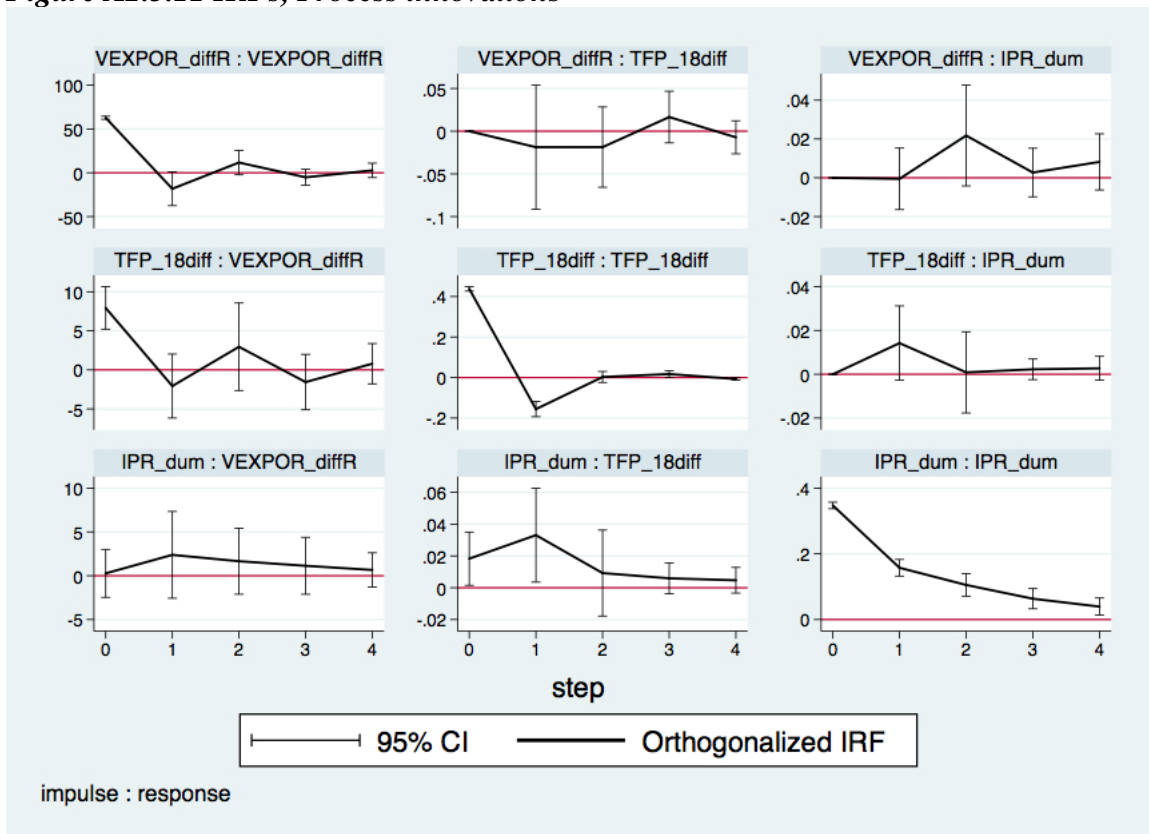 Figure IRFs, Process innovations
VEXPOR_diffR : VEXPOR_diffR
VEXPOR_diffR : TFP_18diff
VEXPOR_diffR : IPR_dum
100
50
0
-50
.05
0
-.05
-.1
.04
.02
0
-.02
TFP_18diff : VEXPOR_diffR
TFP_18diff : TFP_18diff
TFP_18diff : IPR_dum
10
5
0
-5
.4
.2
0
-.2
.04
.02
0
-.02
IPR_dum : VEXPOR_diffR
IPR_dum : TFP_18diff
IPR_dum : IPR_dum
10
5
0
-5
.06
.04
.02
0
-.02
.4
.2
0
0 1 2 3 4
0 1 2 3 4
0 1 2 3 4
step
95% CI
Orthogonalized IRF
impulse : response